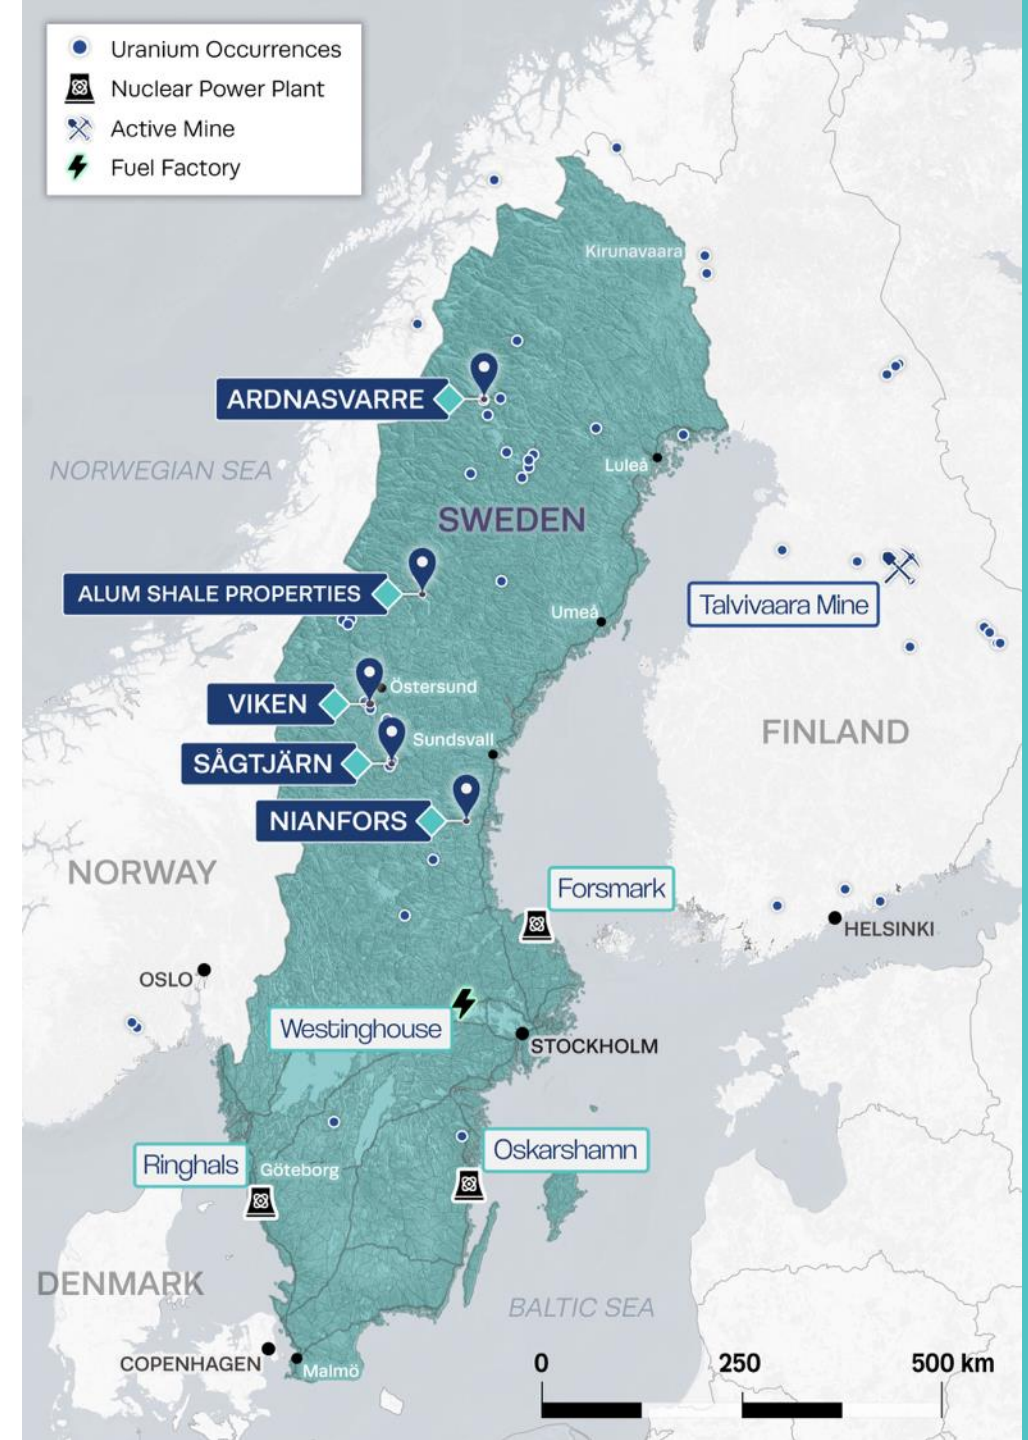 Uranium Occurrences
Nuclear Power Plant
Active Mine
Fuel Factory
Kirunavaara
ARDNASVARRE
NORWEGIAN SEA
Luleå
SWEDEN
ALUM SHALE PROPERTIES
Talvivaara Mine
Umeå
Östersund
VIKEN
FINLAND
Sundsvall
SÅGTJÄRN
NIANFORS
NORWAY
Forsmark
HELSINKI
OSLO
Westinghouse
STOCKHOLM
Oskarshamn
Ringhals
Göteborg
DENMARK
BALTIC SEA
COPENHAGEN
Malmö
0 250 500 km